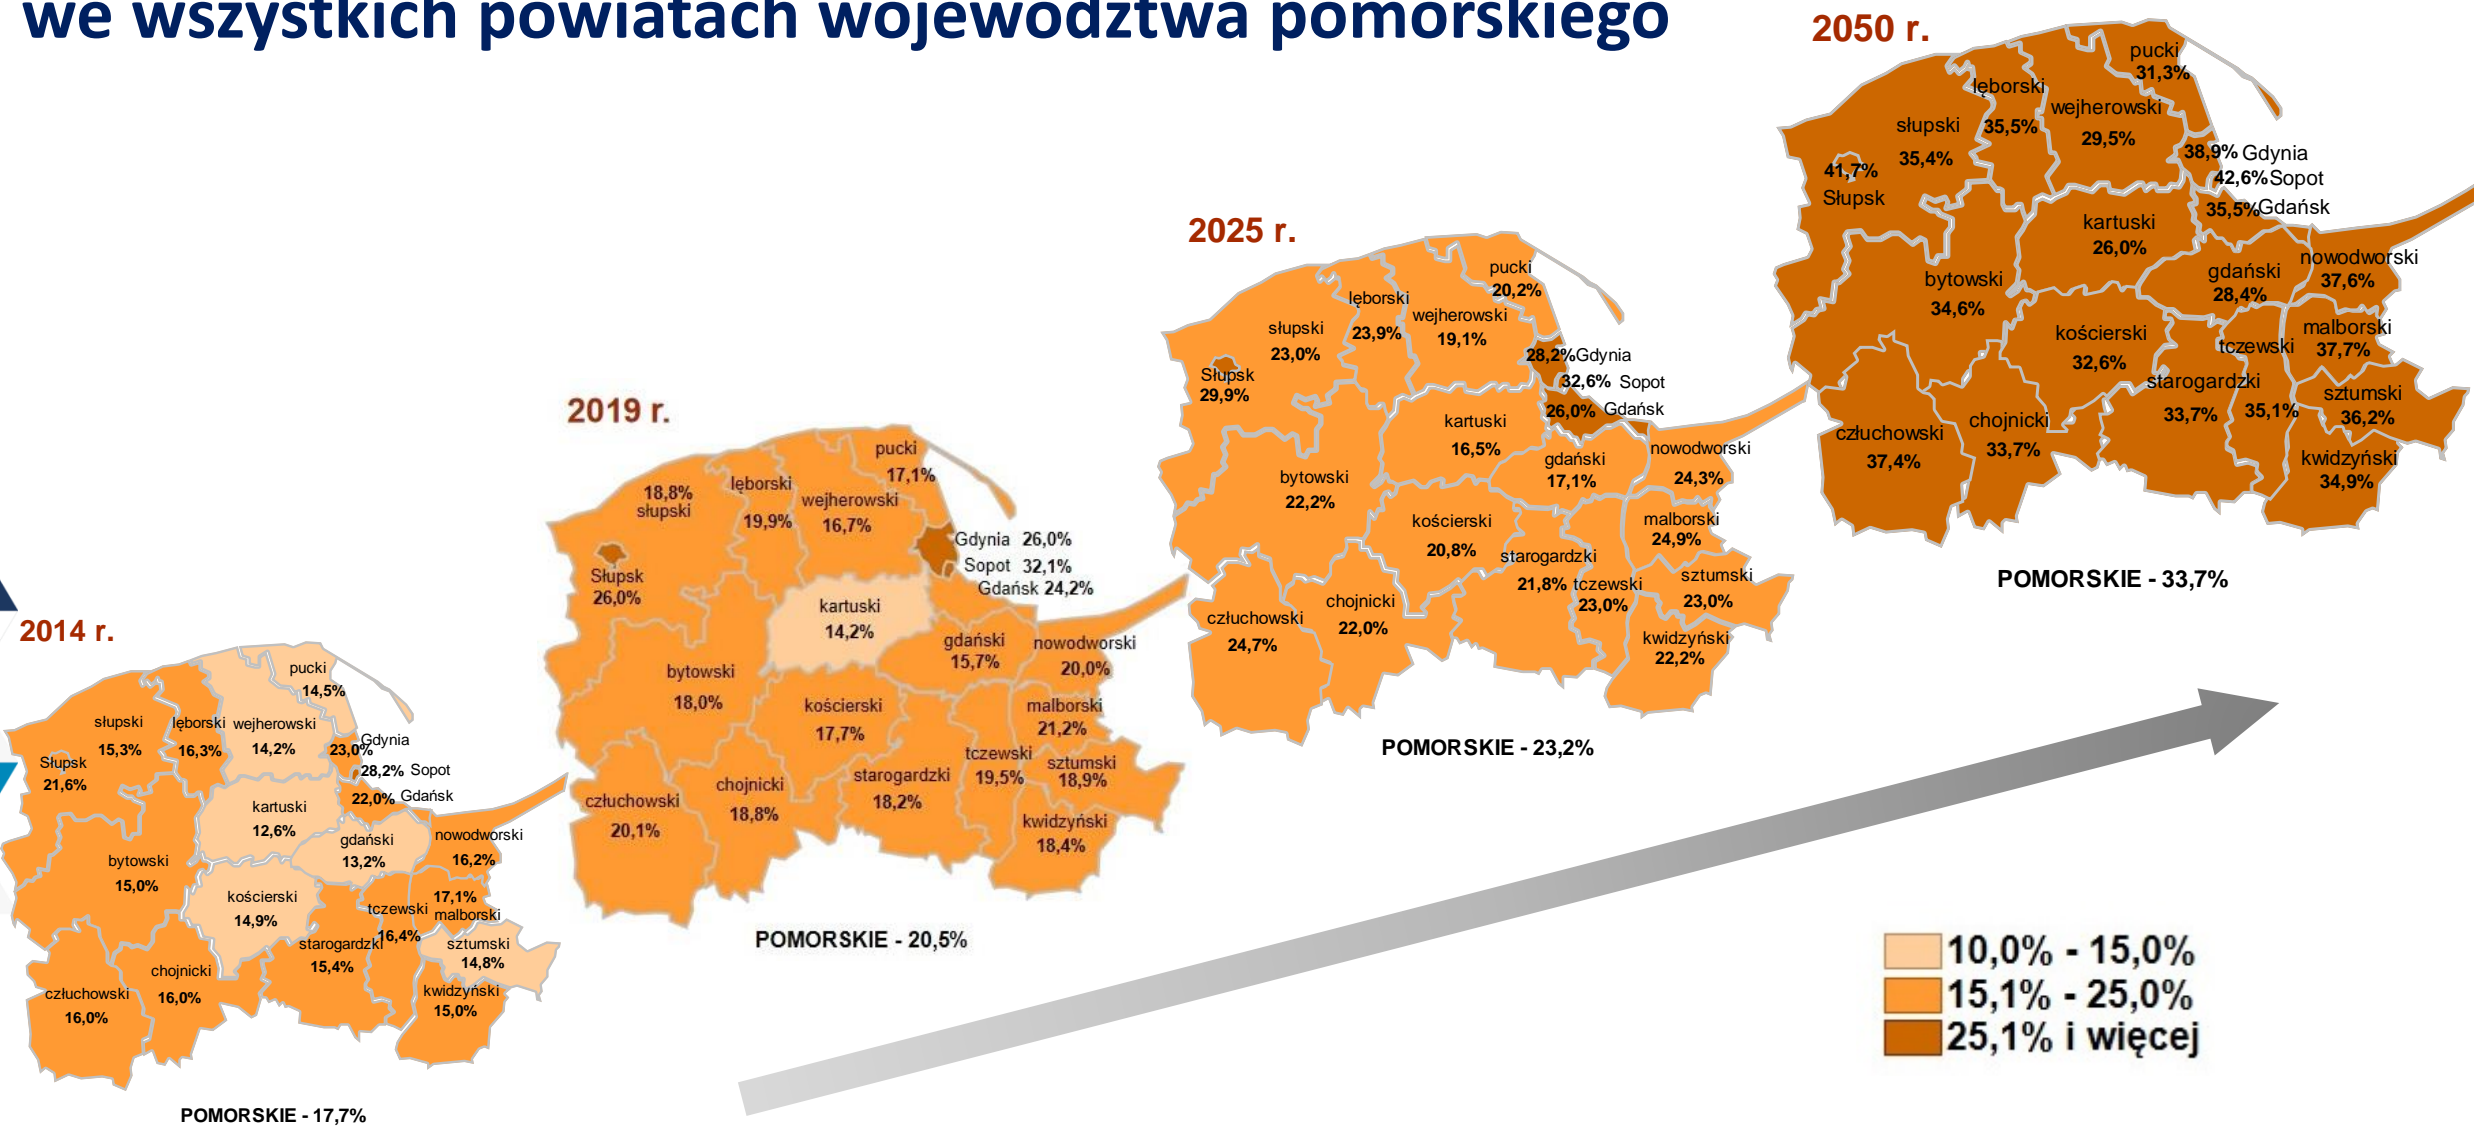 we wszystkich powiatach województwa pomorskiego
2014 r.
pucki
14,5%
słupski
15,3%
lęborski
16,3%
wejherowski
14,2%
Gdynia
23,0%
Słupsk
21,6%
28,2% Sopot
22,0% Gdańsk
kartuski
12,6%
gdański
13,2%
nowodworski
16,2%
bytowski
15,0%
kościerski
14,9%
17,1%
malborski
tczewski
16,4%
starogardzki
15,4%
sztumski
14,8%
chojnicki
16,0%
człuchowski
16,0%
kwidzyński
15,0%
POMORSKIE - 17,7%
2019 r.
pucki
17,1%
18,8%
słupski
lęborski
19,9%
wejherowski
16,7%
Gdynia 26,0%
Sopot 32,1%
Gdańsk 24,2%
Słupsk
26,0%
kartuski
14,2%
gdański
15,7%
nowodworski
20,0%
bytowski
18,0%
kościerski
17,7%
malborski
21,2%
tczewski
19,5%
sztumski
18,9%
starogardzki
18,2%
chojnicki
18,8%
człuchowski
20,1%
kwidzyński
18,4%
POMORSKIE - 20,5%
2025 r.
pucki
20,2%
lęborski
23,9%
wejherowski
19,1%
słupski
23,0%
28,2% Gdynia
32,6% Sopot
26,0% Gdańsk
Słupsk
29,9%
kartuski
16,5%
gdański
17,1%
nowodworski
24,3%
bytowski
22,2%
kościerski
20,8%
malborski
24,9%
starogardzki
21,8%
tczewski
23,0%
sztumski
23,0%
chojnicki
22,0%
człuchowski
24,7%
kwidzyński
22,2%
POMORSKIE - 23,2%
2050 r.
pucki
31,3%
lęborski
35,5%
wejherowski
29,5%
słupski
35,4%
38,9% Gdynia
42,6% Sopot
35,5% Gdańsk
41,7%
Słupsk
kartuski
26,0%
gdański
28,4%
nowodworski
37,6%
bytowski
34,6%
kościerski
32,6%
malborski
37,7%
tczewski
35,1%
starogardzki
33,7%
sztumski
36,2%
chojnicki
33,7%
człuchowski
37,4%
kwidzyński
34,9%
POMORSKIE - 33,7%
10,0% - 15,0%
15,1% - 25,0%
25,1% i więcej